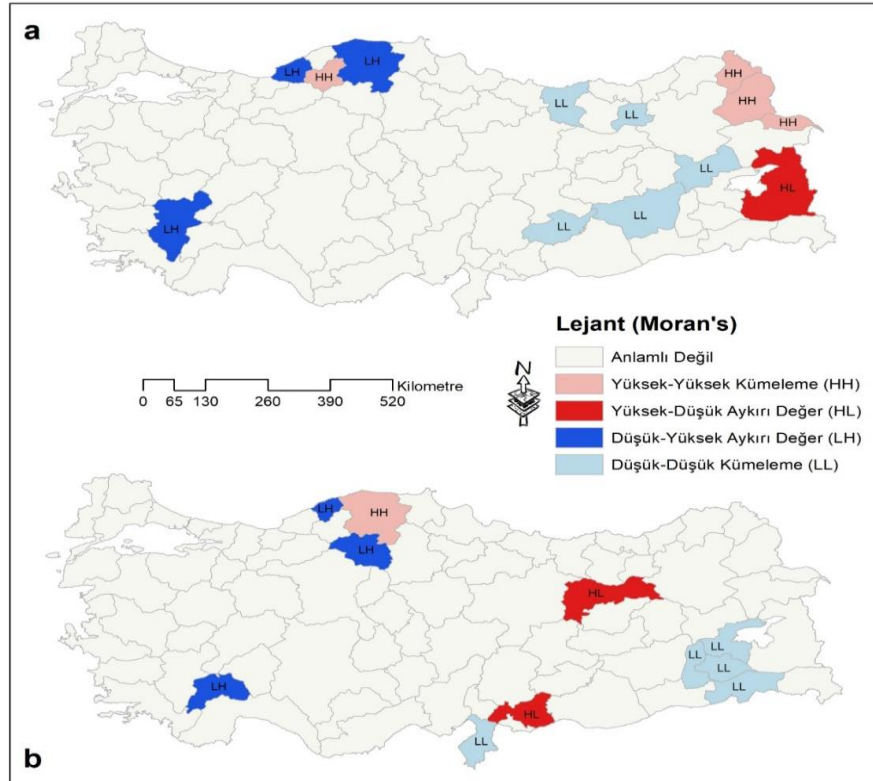 a
LH
HH
LH
LH
LL
LL
LL
LL
LL
HH
HH
HH
HL
Lejant (Moran's)
Anlamlı Değil
Yüksek-Yüksek Kümeleme (HH)
Yüksek-Düşük Aykırı Değer (HL)
Düşük-Yüksek Aykırı Değer (LH)
Düşük-Düşük Kümeleme (LL)
N
Kilometre
0 65 130 260 390 520
LH
HH
LH
LH
HL
HL
LL
LL
LL
LL
LL
b